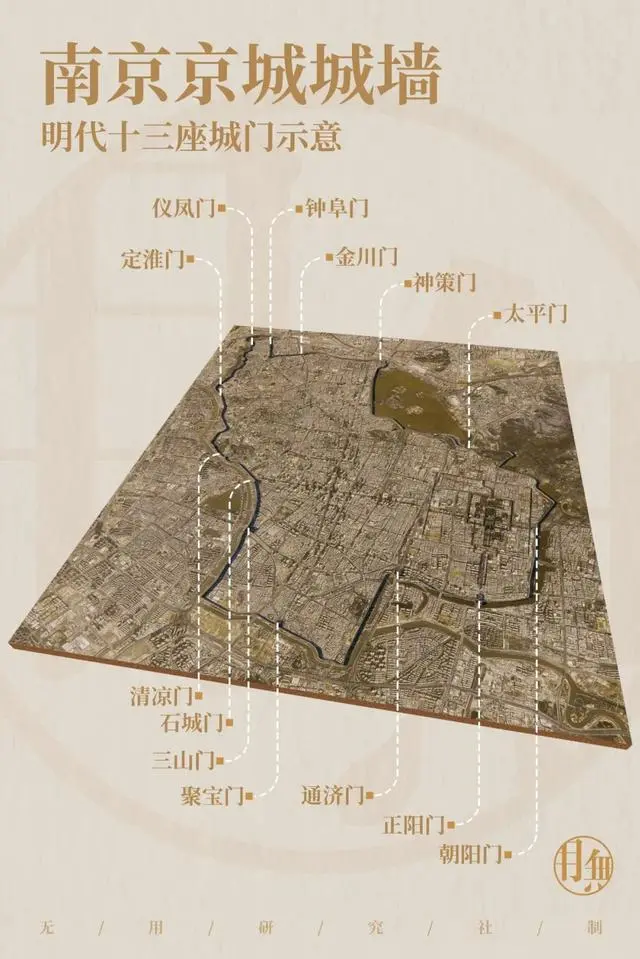 南京京城城墙
明代十三座城门示意
仪凤门
钟阜门
定淮门
金川门
神策门
太平门
清凉门
石城门
三山门
聚宝门
通济门
正阳门
朝阳门
无 / 用 / 研 / 究 / 社 / 制